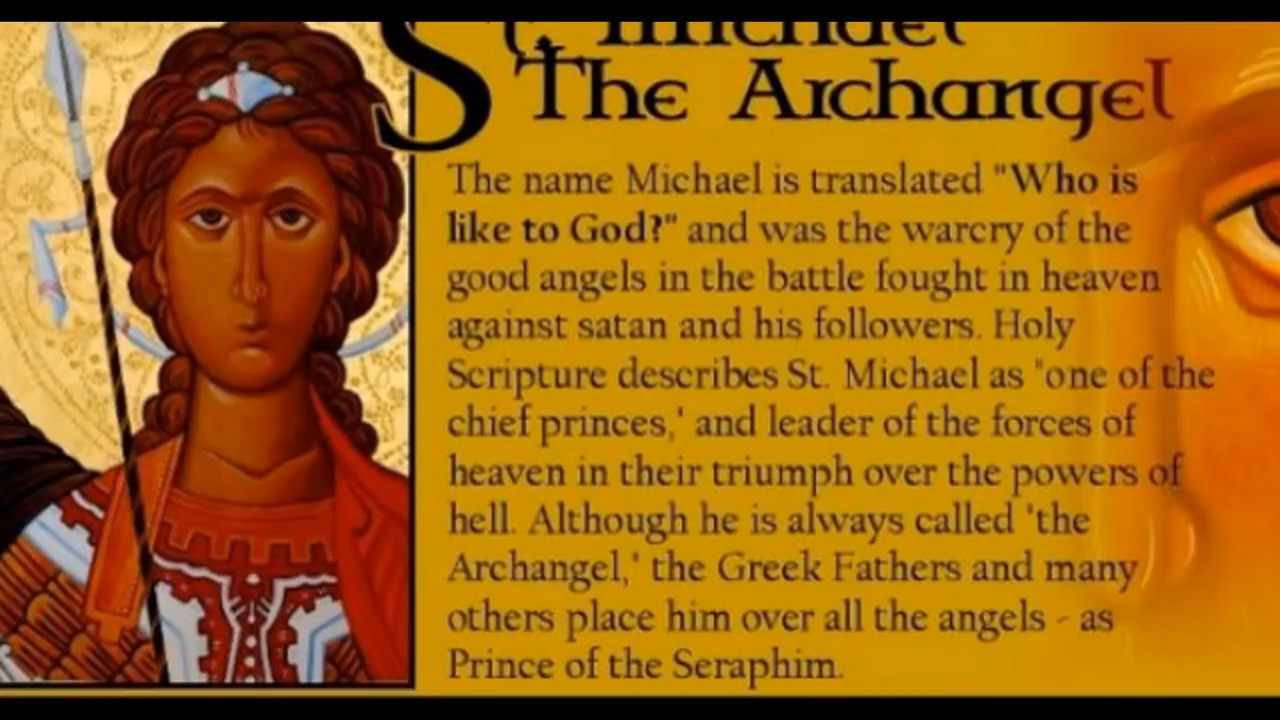 St. Michael
The Archangel
The name Michael is translated "Who is
like to God?" and was the warcry of the
good angels in the battle fought in heaven
against satan and his followers. Holy
Scripture describes St. Michael as "one of the
chief princes,' and leader of the forces of
heaven in their triumph over the powers of
hell. Although he is always called 'the
Archangel,' the Greek Fathers and many
others place him over all the angels - as
Prince of the Seraphim.